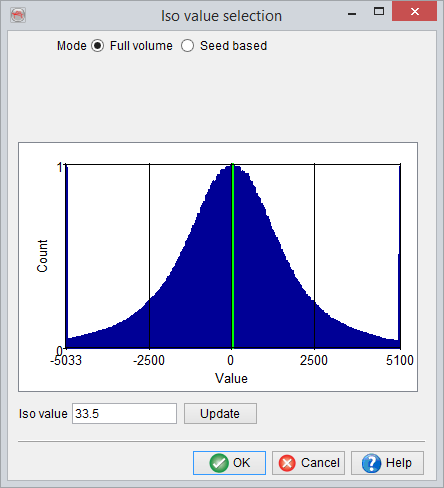 Iso value selection
Mode Full volume Seed based
1
Count
0
-5033 -2500 0 2500 5100
Value
Iso value 33.5 Update
OK Cancel Help